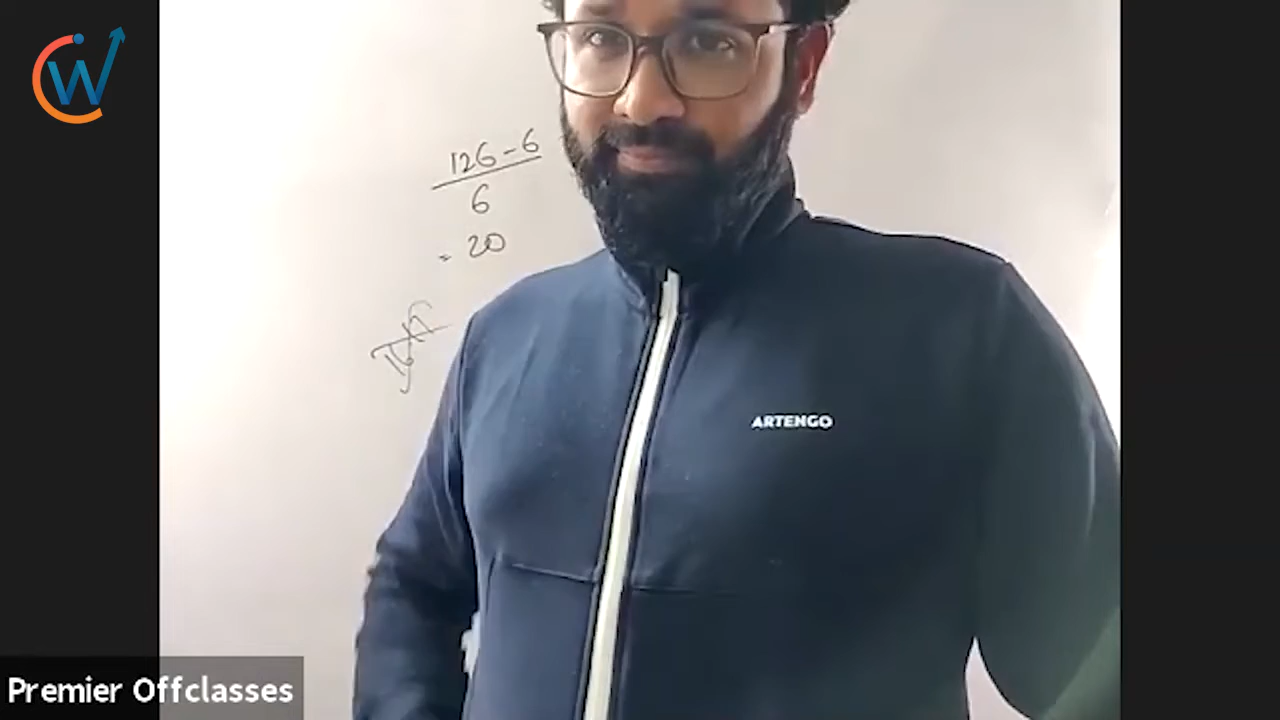 W
126 - 6
6
= 20
ARTENGO
Premier Offclasses